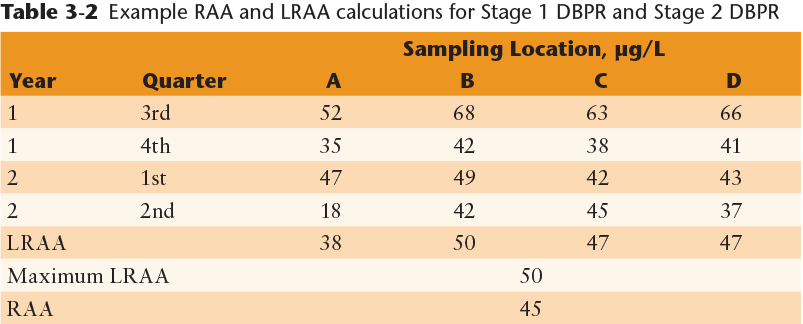 Table 3-2 Example RAA and LRAA calculations for Stage 1 DBPR and Stage 2 DBPR
Sampling Location, µg/L
Year Quarter A B C D
1 3rd 52 68 63 66
1 4th 35 42 38 41
2 1st 47 49 42 43
2 2nd 18 42 45 37
LRAA 38 50 47 47
Maximum LRAA 50
RAA 45